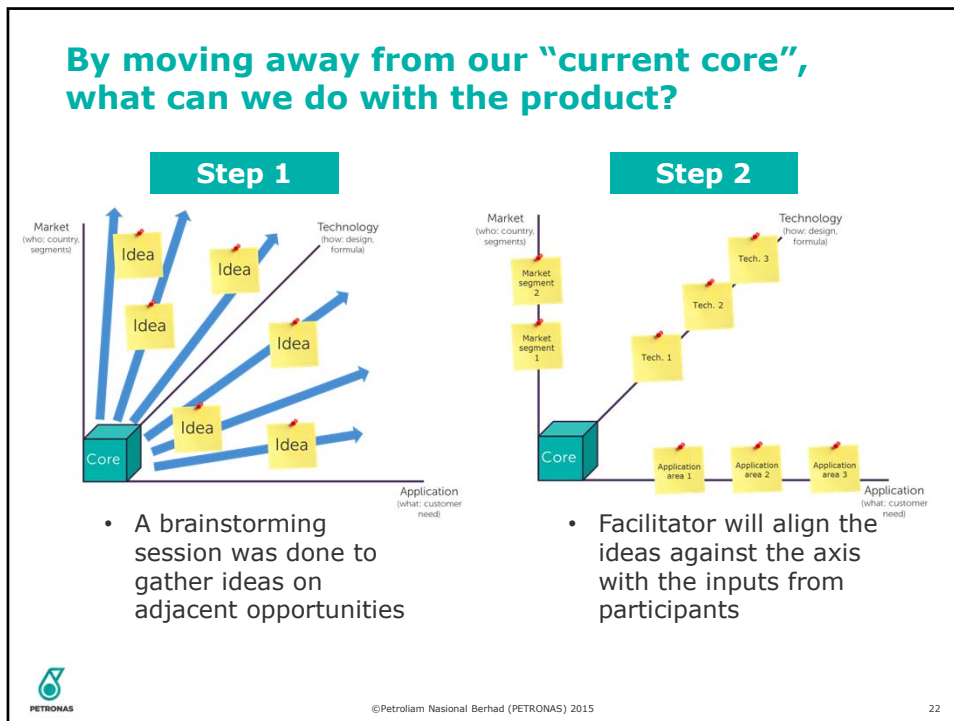 By moving away from our “current core”,
what can we do with the product?
Step 1
Market
(who: country,
segments)
Technology
(how: design,
formula)
Idea
Idea
Idea
Idea
Idea
Idea
Core
Application
(what: customer
need)
• A brainstorming
session was done to
gather ideas on
adjacent opportunities
Step 2
Market
(who: country,
segments)
Technology
(how: design,
formula)
Tech. 3
Market
segment
2
Tech. 2
Market
segment
1
Tech. 1
Core
Application
area 1
Application
area 2
Application
area 3
Application
(what: customer
need)
• Facilitator will align the
ideas against the axis
with the inputs from
participants
PETRONAS
©Petroliam Nasional Berhad (PETRONAS) 2015
22